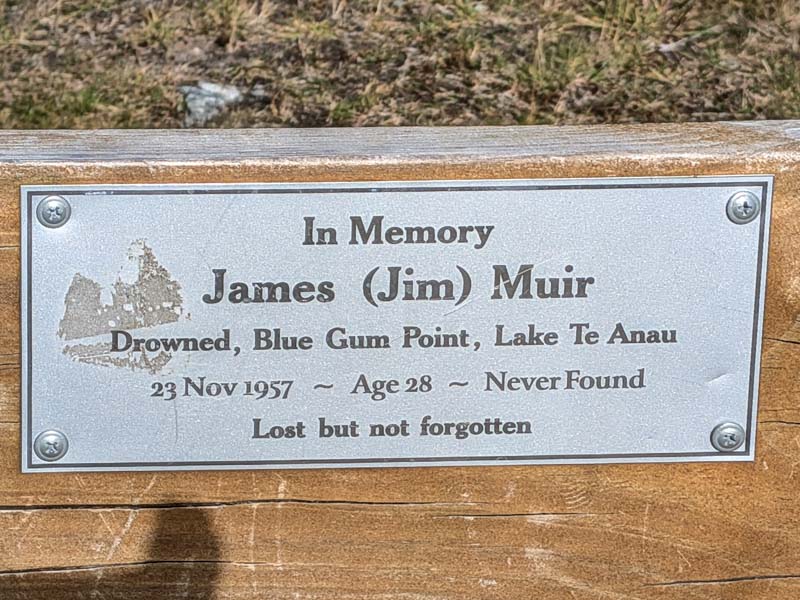 In Memory
James (Jim) Muir
Drowned, Blue Gum Point, Lake Te Anau
23 Nov 1957 ~ Age 28 ~ Never Found
Lost but not forgotten